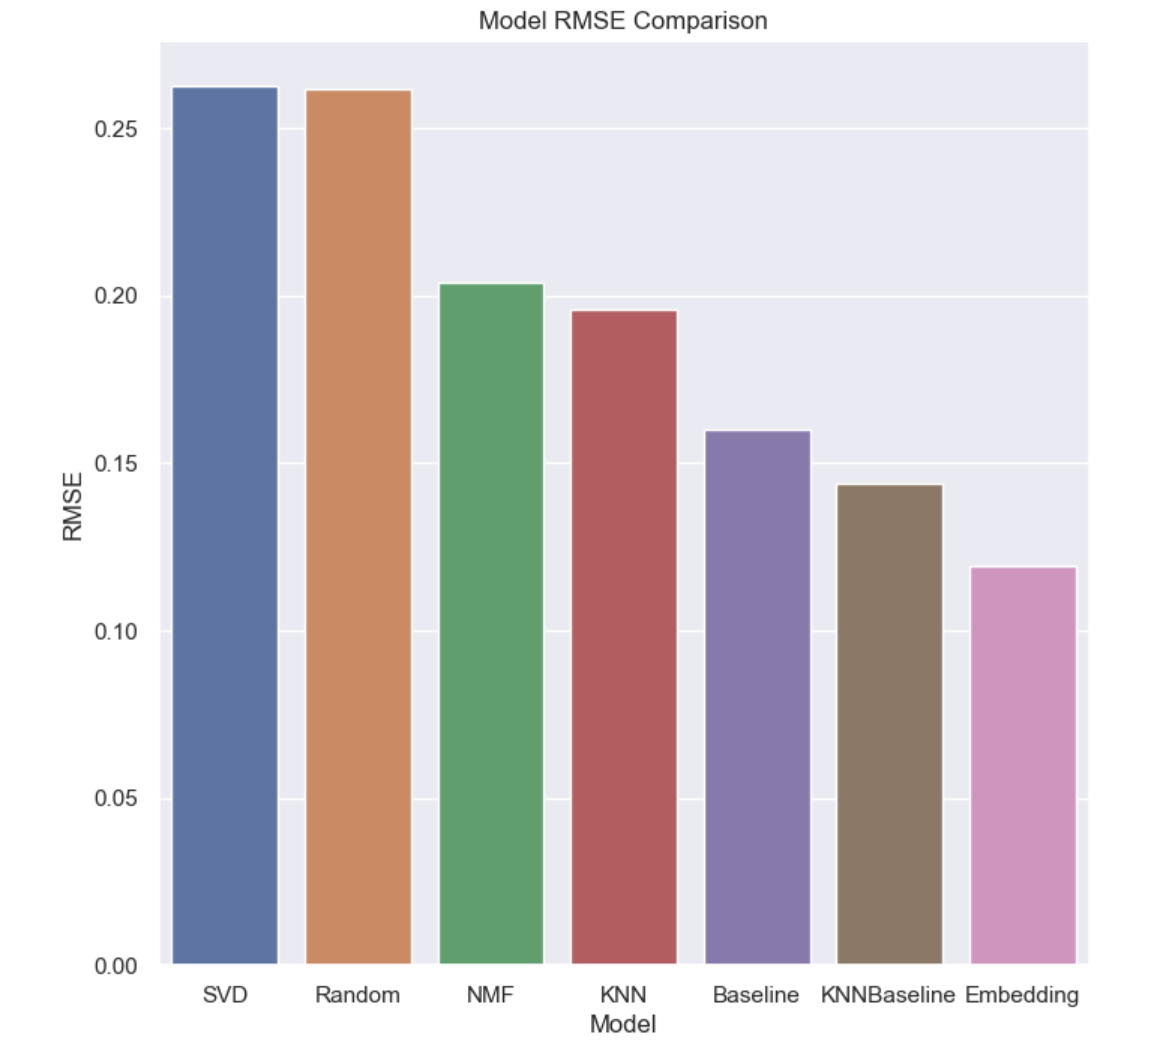 Model RMSE Comparison
RMSE
0.25
0.20
0.15
0.10
0.05
0.00
SVD Random NMF KNN Baseline KNNBaseline Embedding
Model